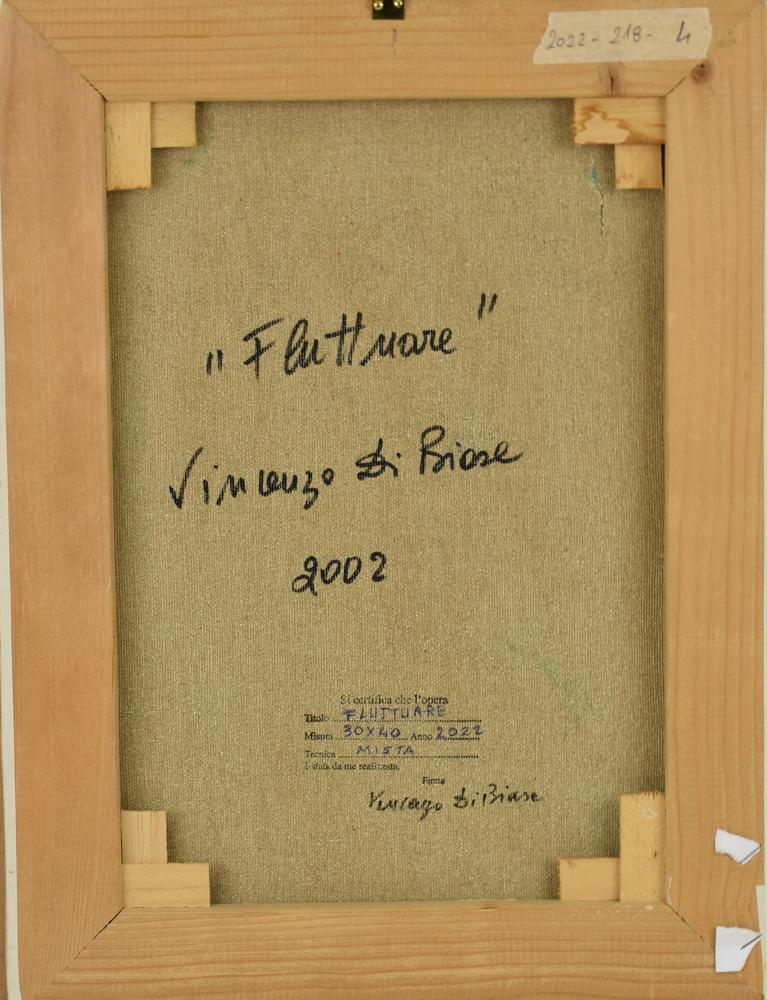 2022-218- 4
"Fluttuare"
Vincenzo Di Biase
2002
Si certifica che l'opera
Titolo FLUTTUARE
Misura 30X40 Anno 2022
Tecnica MISTA
È stata da me realizzata.
Firma
Vincenzo Di Biase